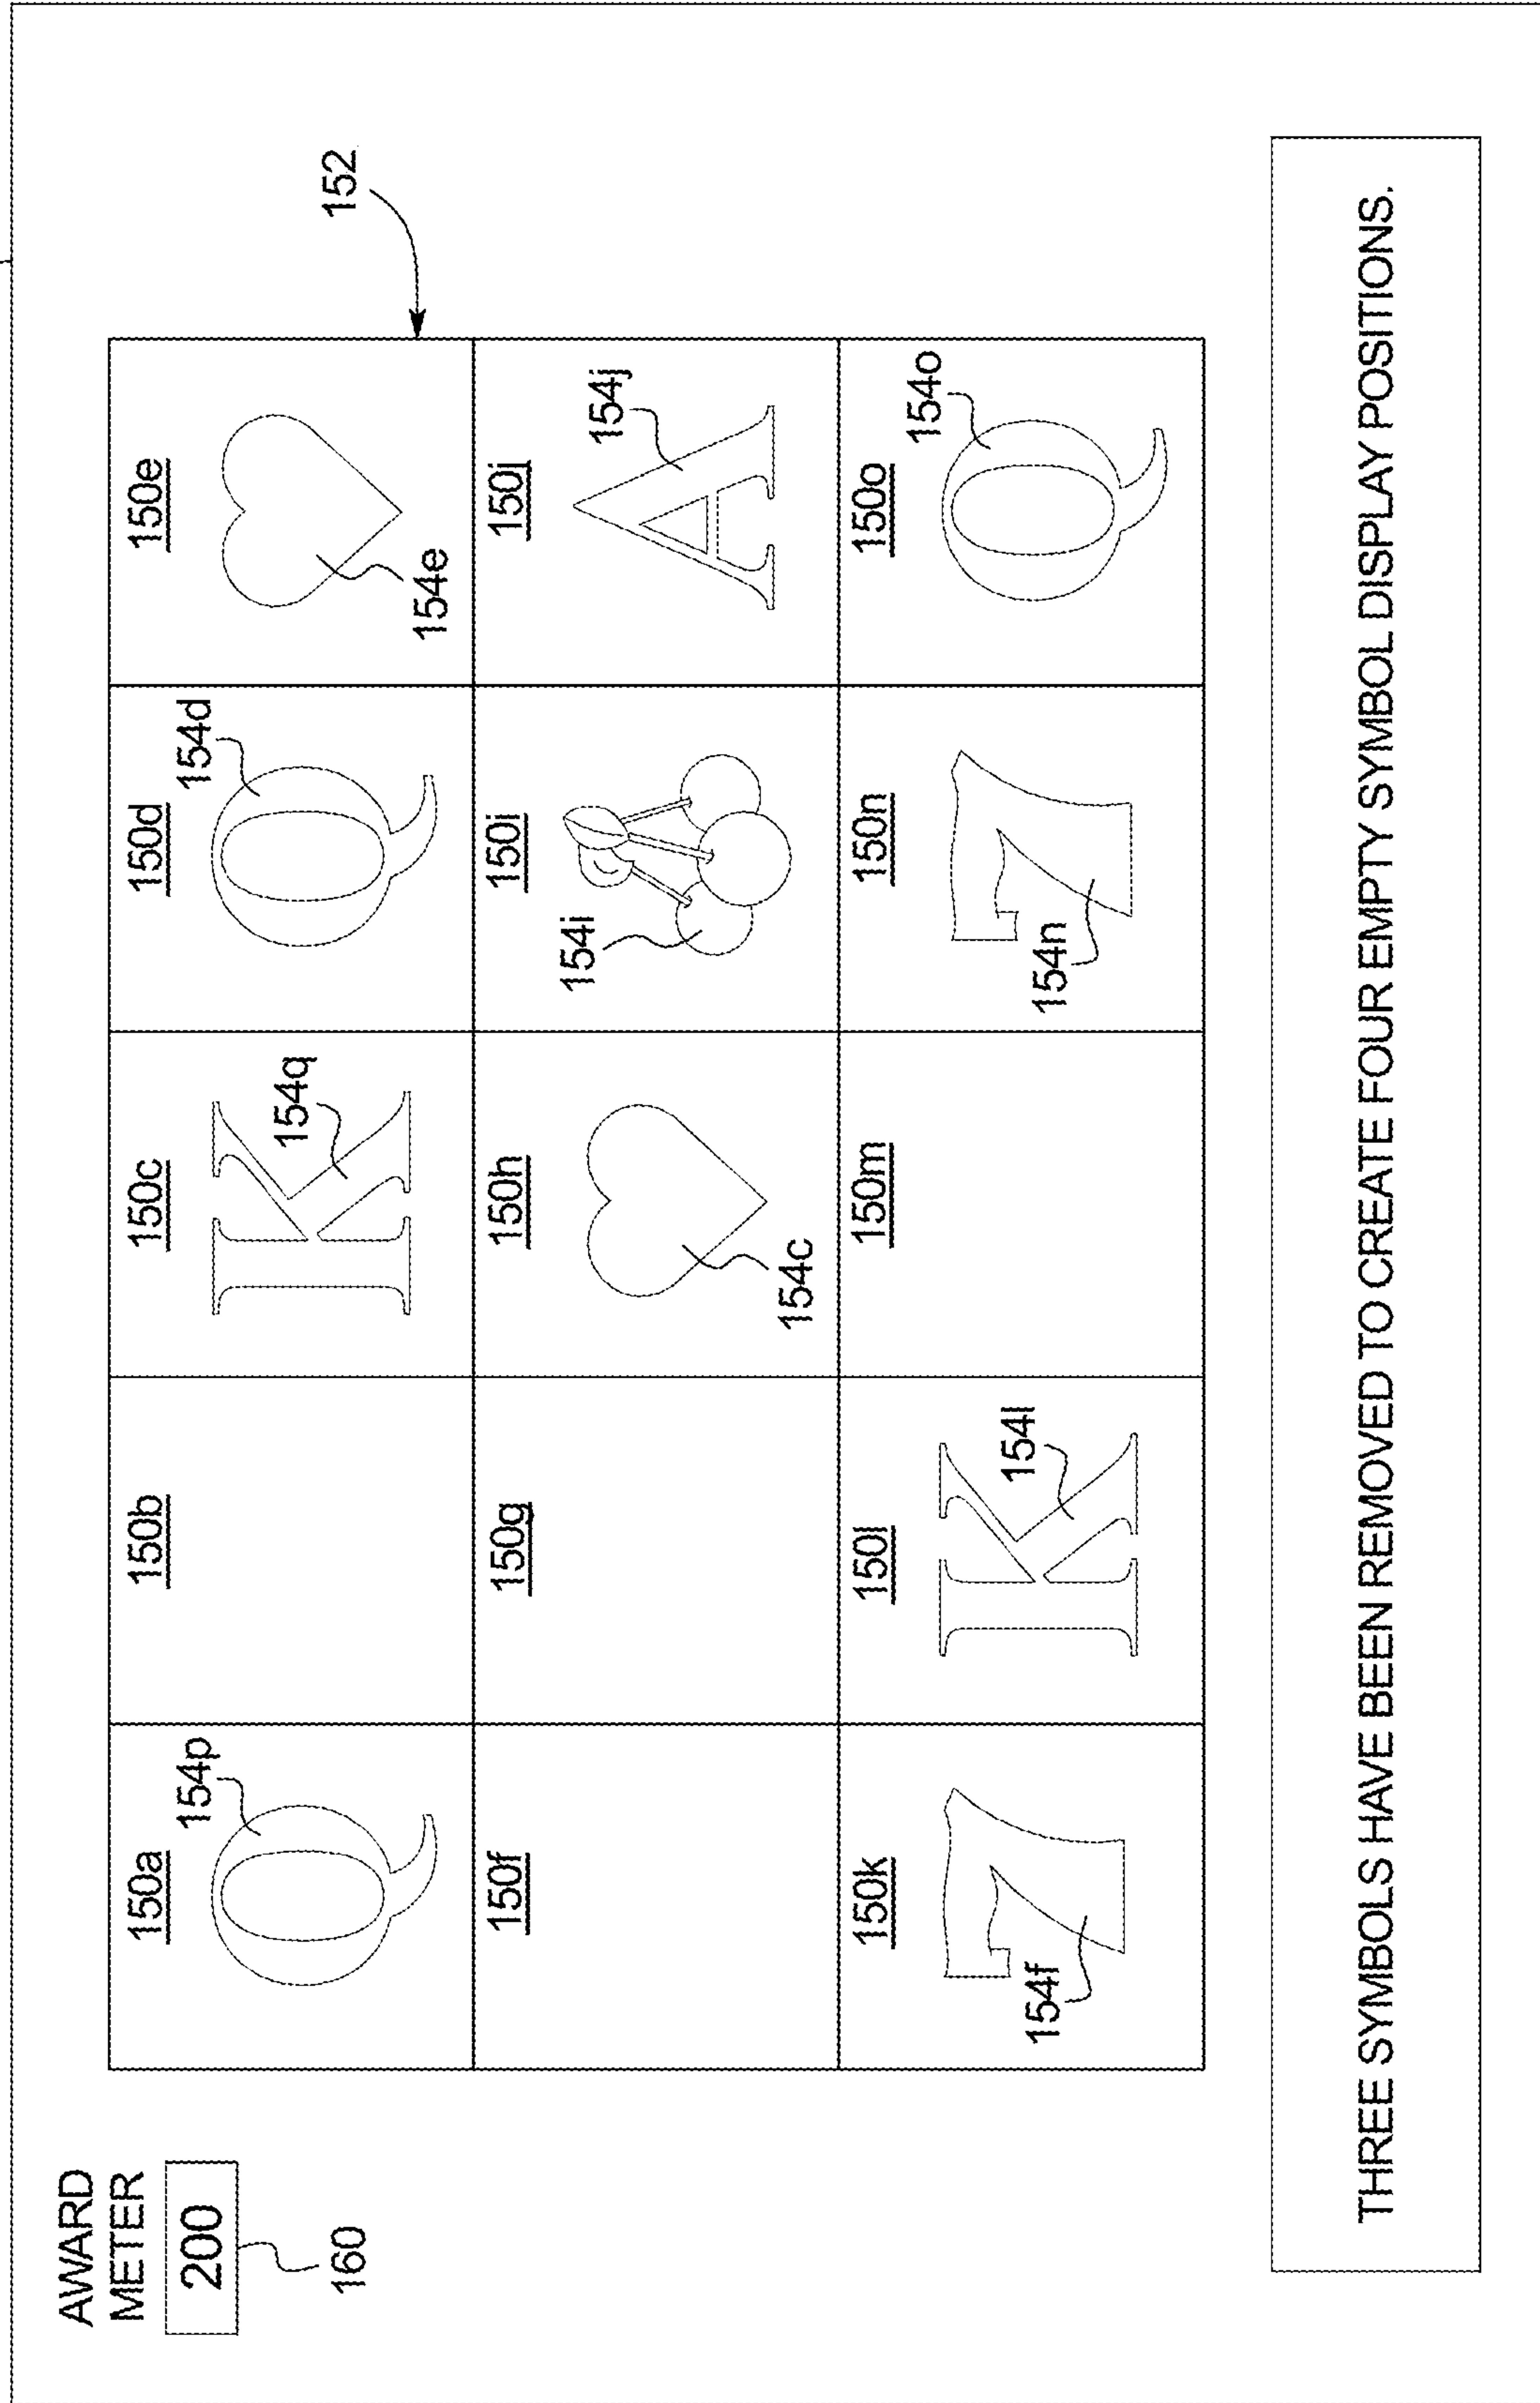 AWARD
METER
200
160
152
150a
154p
150b
150c
154q
150d
154d
150e
154e
150f
150g
150h
154c
150i
154i
150j
154j
150k
154f
150l
154l
150m
150n
154n
150o
154o
Q
K
Q
A
7
K
7
Q
THREE SYMBOLS HAVE BEEN REMOVED TO CREATE FOUR EMPTY SYMBOL DISPLAY POSITIONS.